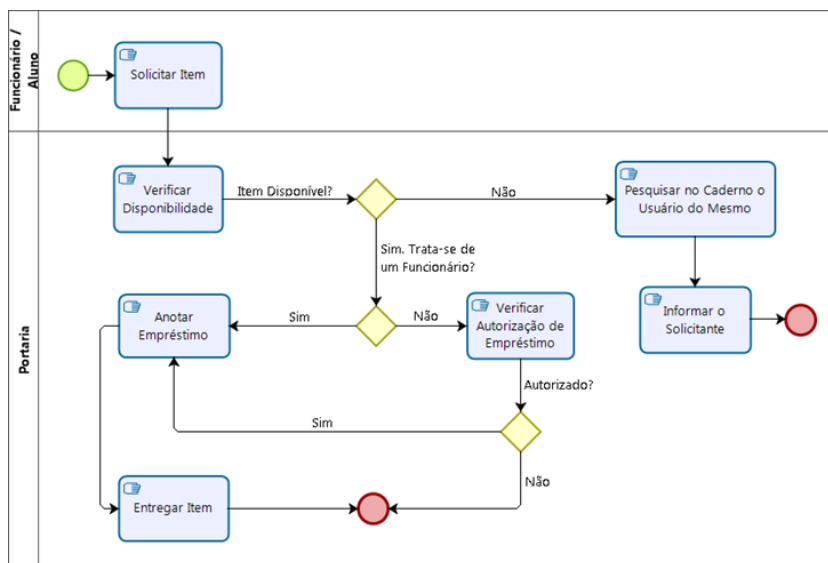 Funcionário /
Aluno
Solicitar Item
Portaria
Verificar
Disponibilidade
Item Disponível?
Não
Pesquisar no Caderno o
Usuário do Mesmo
Sim. Trata-se de
um Funcionário?
Informar o
Solicitante
Anotar
Empréstimo
Sim
Não
Verificar
Autorização de
Empréstimo
Autorizado?
Sim
Não
Entregar Item